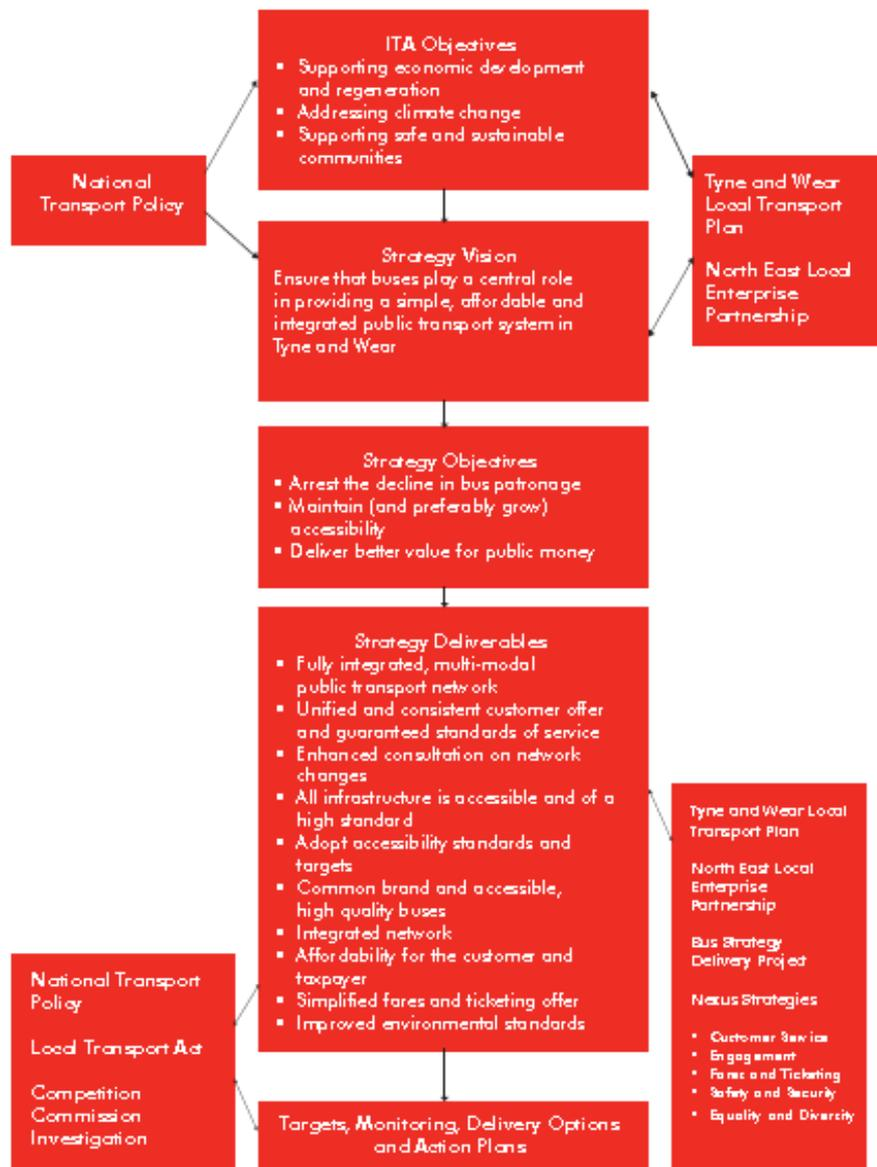 ITA Objectives
▪ Supporting economic development
and regeneration
▪ Addressing climate change
▪ Supporting safe and sustainable
communities
National
Transport Policy
Tyne and Wear
Local Transport
Plan
North East Local
Enterprise
Partnership
Strategy Vision
Ensure that buses play a central role
in providing a simple, affordable and
integrated public transport system in
Tyne and Wear
Strategy Objectives
▪ Arrest the decline in bus patronage
▪ Maintain (and preferably grow)
accessibility
▪ Deliver better value for public money
Strategy Deliverables
▪ Fully integrated, multi-modal
public transport network
▪ Unified and consistent customer offer
and guaranteed standards of service
▪ Enhanced consultation on network
changes
▪ All infrastructure is accessible and of a
high standard
▪ Adopt accessibility standards and
targets
▪ Common brand and accessible,
high quality buses
▪ Integrated network
▪ Affordability for the customer and
taxpayer
▪ Simplified fares and ticketing offer
▪ Improved environmental standards
Tyne and Wear Local
Transport Plan
North East Local
Enterprise
Partnership
Bus Strategy
Delivery Project
Nexus Strategies
• Customer Service
• Engagement
• Fares and Ticketing
• Safety and Security
• Equality and Diversity
National Transport
Policy
Local Transport Act
Competition
Commission
Investigation
Targets, Monitoring, Delivery Options
and Action Plans